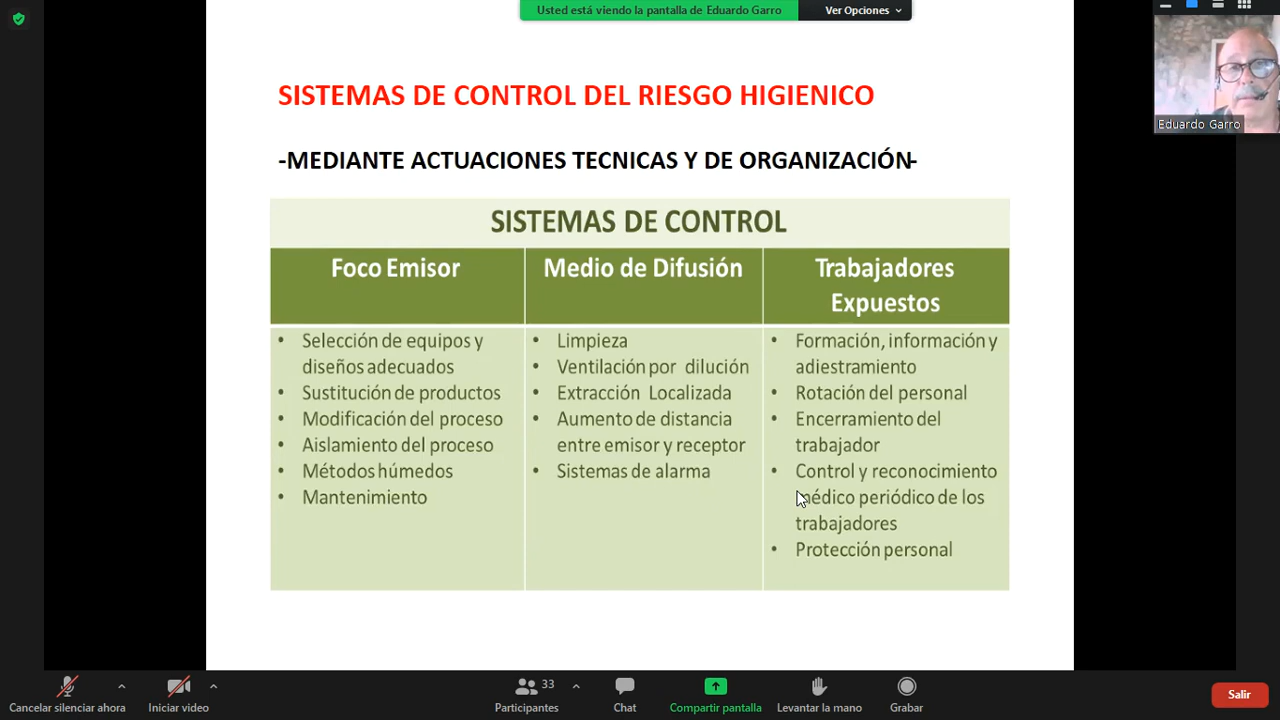 Usted está viendo la pantalla de Eduardo Garro
Ver Opciones
Eduardo Garro
SISTEMAS DE CONTROL DEL RIESGO HIGIENICO
-MEDIANTE ACTUACIONES TECNICAS Y DE ORGANIZACIÓN-
SISTEMAS DE CONTROL
Foco Emisor
• Selección de equipos y
diseños adecuados
• Sustitución de productos
• Modificación del proceso
• Aislamiento del proceso
• Métodos húmedos
• Mantenimiento
Medio de Difusión
• Limpieza
• Ventilación por dilución
• Extracción Localizada
• Aumento de distancia
entre emisor y receptor
• Sistemas de alarma
Trabajadores
Expuestos
• Formación, información y
adiestramiento
• Rotación del personal
• Encerramiento del
trabajador
• Control y reconocimiento
médico periódico de los
trabajadores
• Protección personal
Cancelar silenciar ahora
Iniciar video
33
Participantes
Chat
Compartir pantalla
Levantar la mano
Grabar
Salir